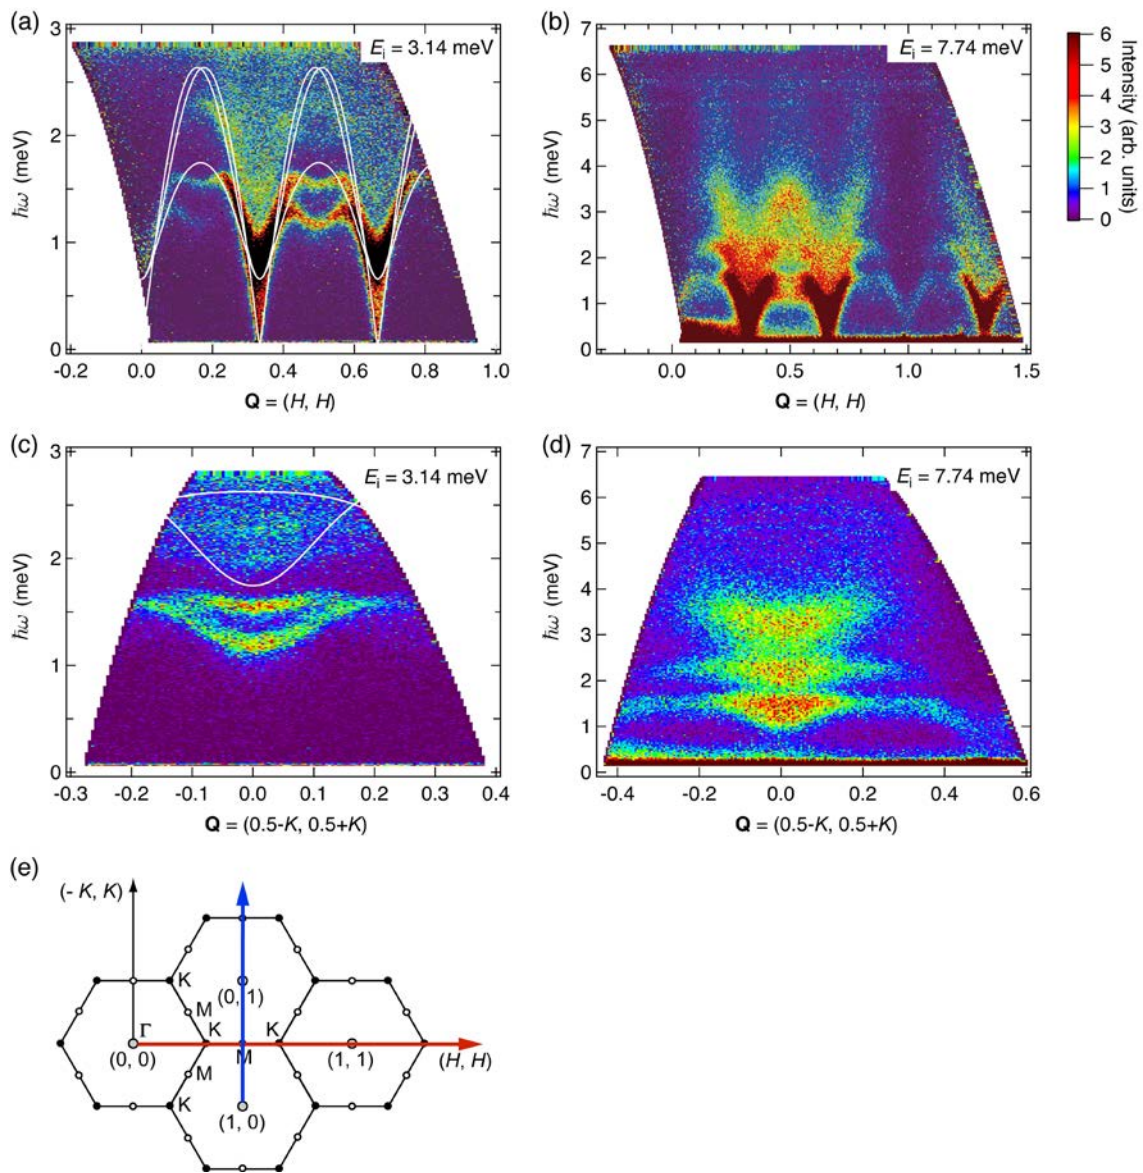 (a)
3
2
1
0
ħω (meV)
Eᵢ = 3.14 meV
-0.2 0.0 0.2 0.4 0.6 0.8 1.0
Q = (H, H)
(b)
7
6
5
4
3
2
1
0
ħω (meV)
Eᵢ = 7.74 meV
0.0 0.5 1.0 1.5
Q = (H, H)
6
5
4
3
2
1
0
Intensity (arb. units)
(c)
3
2
1
0
ħω (meV)
Eᵢ = 3.14 meV
-0.3 -0.2 -0.1 0.0 0.1 0.2 0.3 0.4
Q = (0.5-K, 0.5+K)
(d)
7
6
5
4
3
2
1
0
ħω (meV)
Eᵢ = 7.74 meV
-0.4 -0.2 0.0 0.2 0.4 0.6
Q = (0.5-K, 0.5+K)
(e)
(-K, K)
K
(0, 1)
M
Γ
K
K
(0, 0)
M
(1, 1)
(H, H)
M
K
(1, 0)